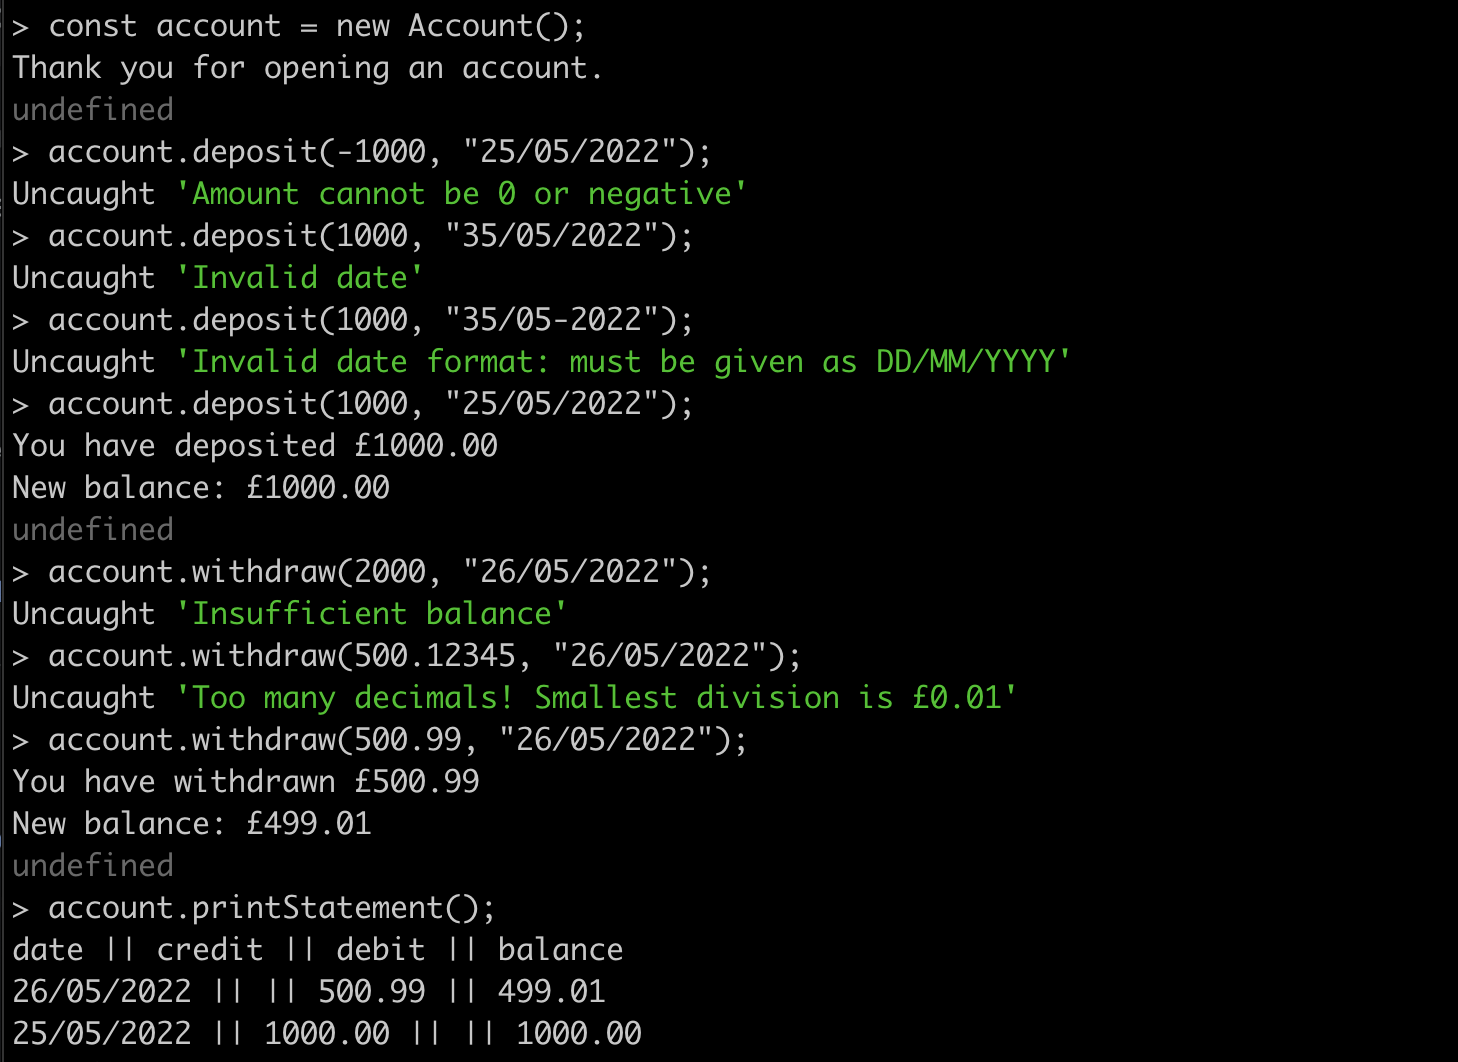 > const account = new Account();
Thank you for opening an account.
undefined
> account.deposit(-1000, "25/05/2022");
Uncaught 'Amount cannot be 0 or negative'
> account.deposit(1000, "35/05/2022");
Uncaught 'Invalid date'
> account.deposit(1000, "35/05-2022");
Uncaught 'Invalid date format: must be given as DD/MM/YYYY'
> account.deposit(1000, "25/05/2022");
You have deposited £1000.00
New balance: £1000.00
undefined
> account.withdraw(2000, "26/05/2022");
Uncaught 'Insufficient balance'
> account.withdraw(500.12345, "26/05/2022");
Uncaught 'Too many decimals! Smallest division is £0.01'
> account.withdraw(500.99, "26/05/2022");
You have withdrawn £500.99
New balance: £499.01
undefined
> account.printStatement();
date || credit || debit || balance
26/05/2022 || || 500.99 || 499.01
25/05/2022 || 1000.00 || || 1000.00